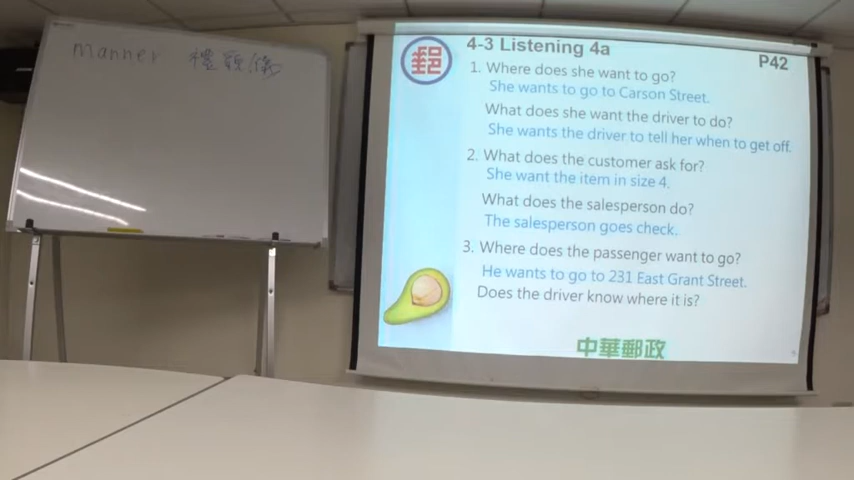 manner 禮貌
郵
4-3 Listening 4a
P42
1. Where does she want to go?
She wants to go to Carson Street.
What does she want the driver to do?
She wants the driver to tell her when to get off.
2. What does the customer ask for?
She want the item in size 4.
What does the salesperson do?
The salesperson goes check.
3. Where does the passenger want to go?
He wants to go to 231 East Grant Street.
Does the driver know where it is?
中華郵政